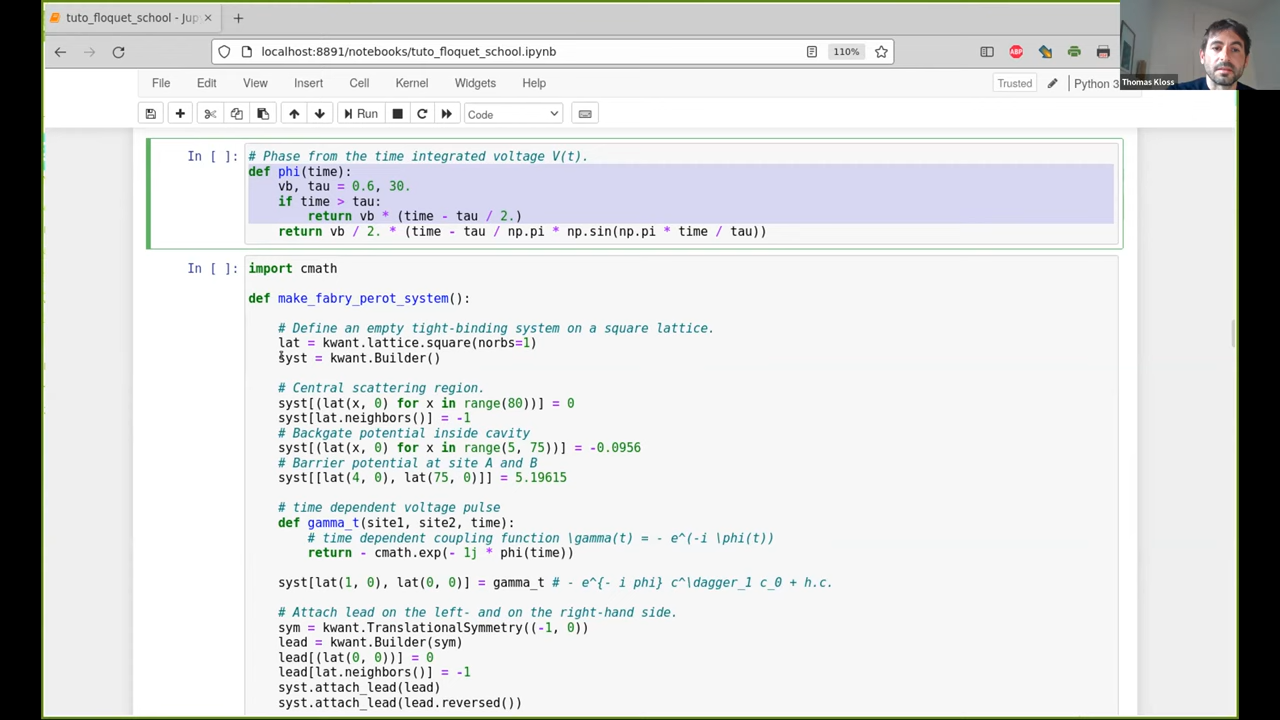 tuto_floquet_school - Jup
localhost:8891/notebooks/tuto_floquet_school.ipynb
110%
ABP
Thomas Kloss
File Edit View Insert Cell Kernel Widgets Help
Trusted
Python 3
Run
Code
In [ ]:
# Phase from the time integrated voltage V(t).
def phi(time):
    vb, tau = 0.6, 30.
    if time > tau:
        return vb * (time - tau / 2.)
    return vb / 2. * (time - tau / np.pi * np.sin(np.pi * time / tau))
In [ ]:
import cmath
def make_fabry_perot_system():
    # Define an empty tight-binding system on a square lattice.
    lat = kwant.lattice.square(norbs=1)
    syst = kwant.Builder()
    # Central scattering region.
    syst[(lat(x, 0) for x in range(80))] = 0
    syst[lat.neighbors()] = -1
    # Backgate potential inside cavity
    syst[(lat(x, 0) for x in range(5, 75))] = -0.0956
    # Barrier potential at site A and B
    syst[[lat(4, 0), lat(75, 0)]] = 5.19615
    # time dependent voltage pulse
    def gamma_t(site1, site2, time):
        # time dependent coupling function \gamma(t) = - e^(-i \phi(t))
        return - cmath.exp(- 1j * phi(time))
    syst[lat(1, 0), lat(0, 0)] = gamma_t # - e^{- i phi} c^\dagger_1 c_0 + h.c.
    # Attach lead on the left- and on the right-hand side.
    sym = kwant.TranslationalSymmetry((-1, 0))
    lead = kwant.Builder(sym)
    lead[(lat(0, 0))] = 0
    lead[lat.neighbors()] = -1
    syst.attach_lead(lead)
    syst.attach_lead(lead.reversed())